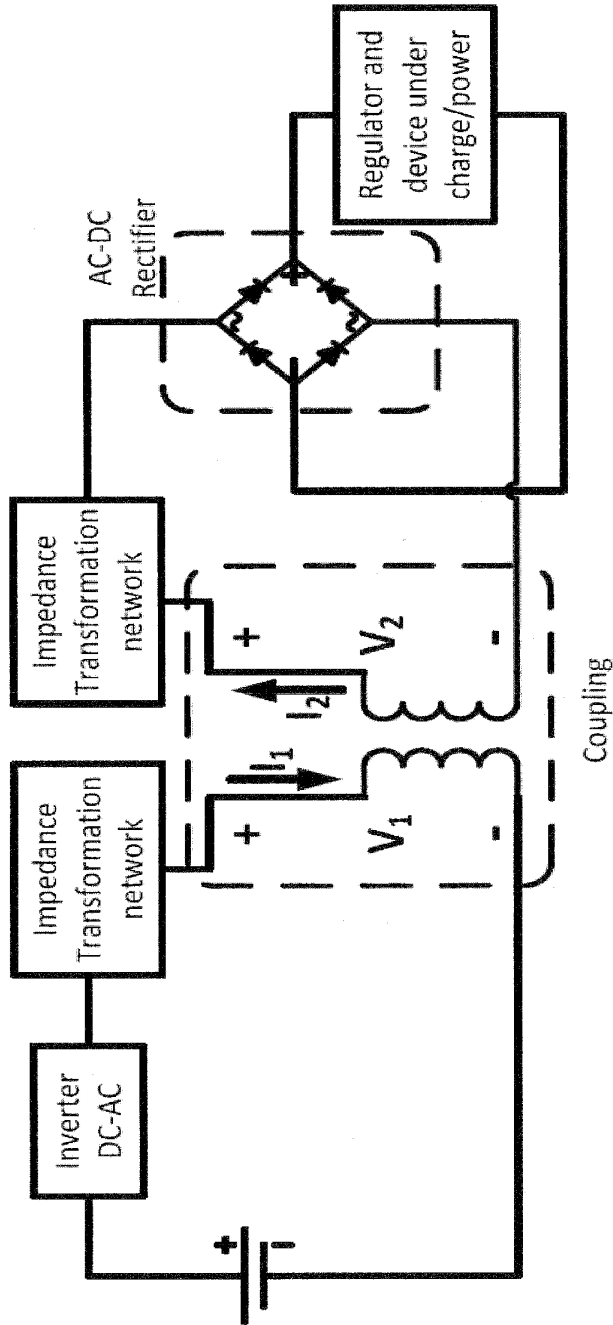 Inverter
DC-AC
Impedance
Transformation
network
Impedance
Transformation
network
AC-DC
Rectifier
Regulator and
device under
charge/power
+
-
+
V₁
-
I₁
I₂
+
V₂
-
~
~
+
Coupling